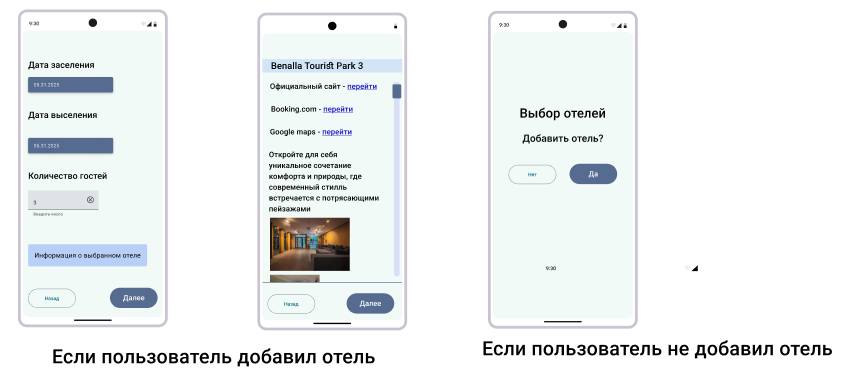 9:30
Дата заселения
05.31.2025
Дата выселения
05.31.2025
Количество гостей
3
Введите число
Информация о выбранном отеле
Назад
Далее
Benalla Tourist Park 3
Официальный сайт - перейти
Booking.com - перейти
Google maps - перейти
Откройте для себя
уникальное сочетание
комфорта и природы, где
современный стилль
встречается с потрясающими
пейзажами
Назад
Далее
Если пользователь добавил отель
9:30
Выбор отелей
Добавить отель?
Нет
Да
9:30
Если пользователь не добавил отель